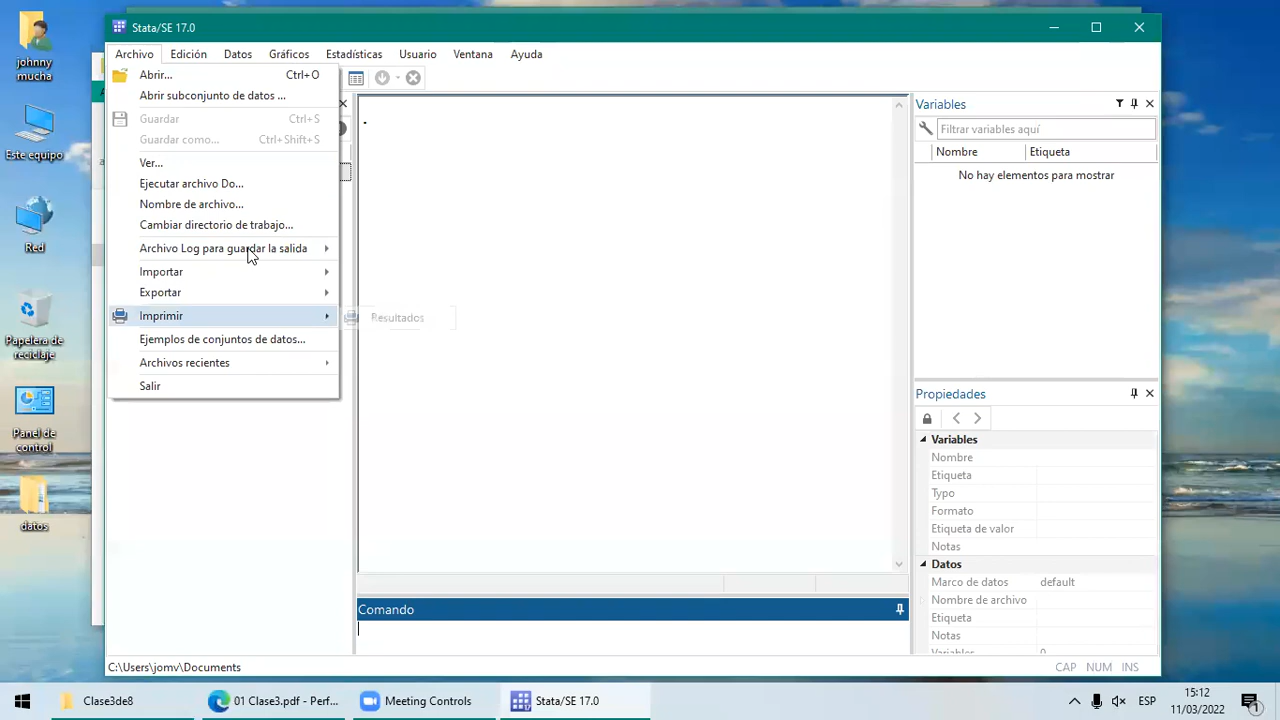 johnny
mucha
Este equipo
Red
Papelera de
reciclaje
Panel de
control
datos
Stata/SE 17.0
Archivo Edición Datos Gráficos Estadísticas Usuario Ventana Ayuda
Abrir... Ctrl+O
Abrir subconjunto de datos ...
Guardar Ctrl+S
Guardar como... Ctrl+Shift+S
Ver...
Ejecutar archivo Do...
Nombre de archivo...
Cambiar directorio de trabajo...
Archivo Log para guardar la salida
Importar
Exportar
Imprimir
Resultados
Ejemplos de conjuntos de datos...
Archivos recientes
Salir
.
Comando
Variables
Filtrar variables aquí
Nombre Etiqueta
No hay elementos para mostrar
Propiedades
Variables
Nombre
Etiqueta
Typo
Formato
Etiqueta de valor
Notas
Datos
Marco de datos default
Nombre de archivo
Etiqueta
Notas
Variables 0
C:\Users\jomv\Documents
CAP NUM INS
Clase3de8
01 Clase3.pdf - Perf...
Meeting Controls
Stata/SE 17.0
ESP
15:12
11/03/2022
1